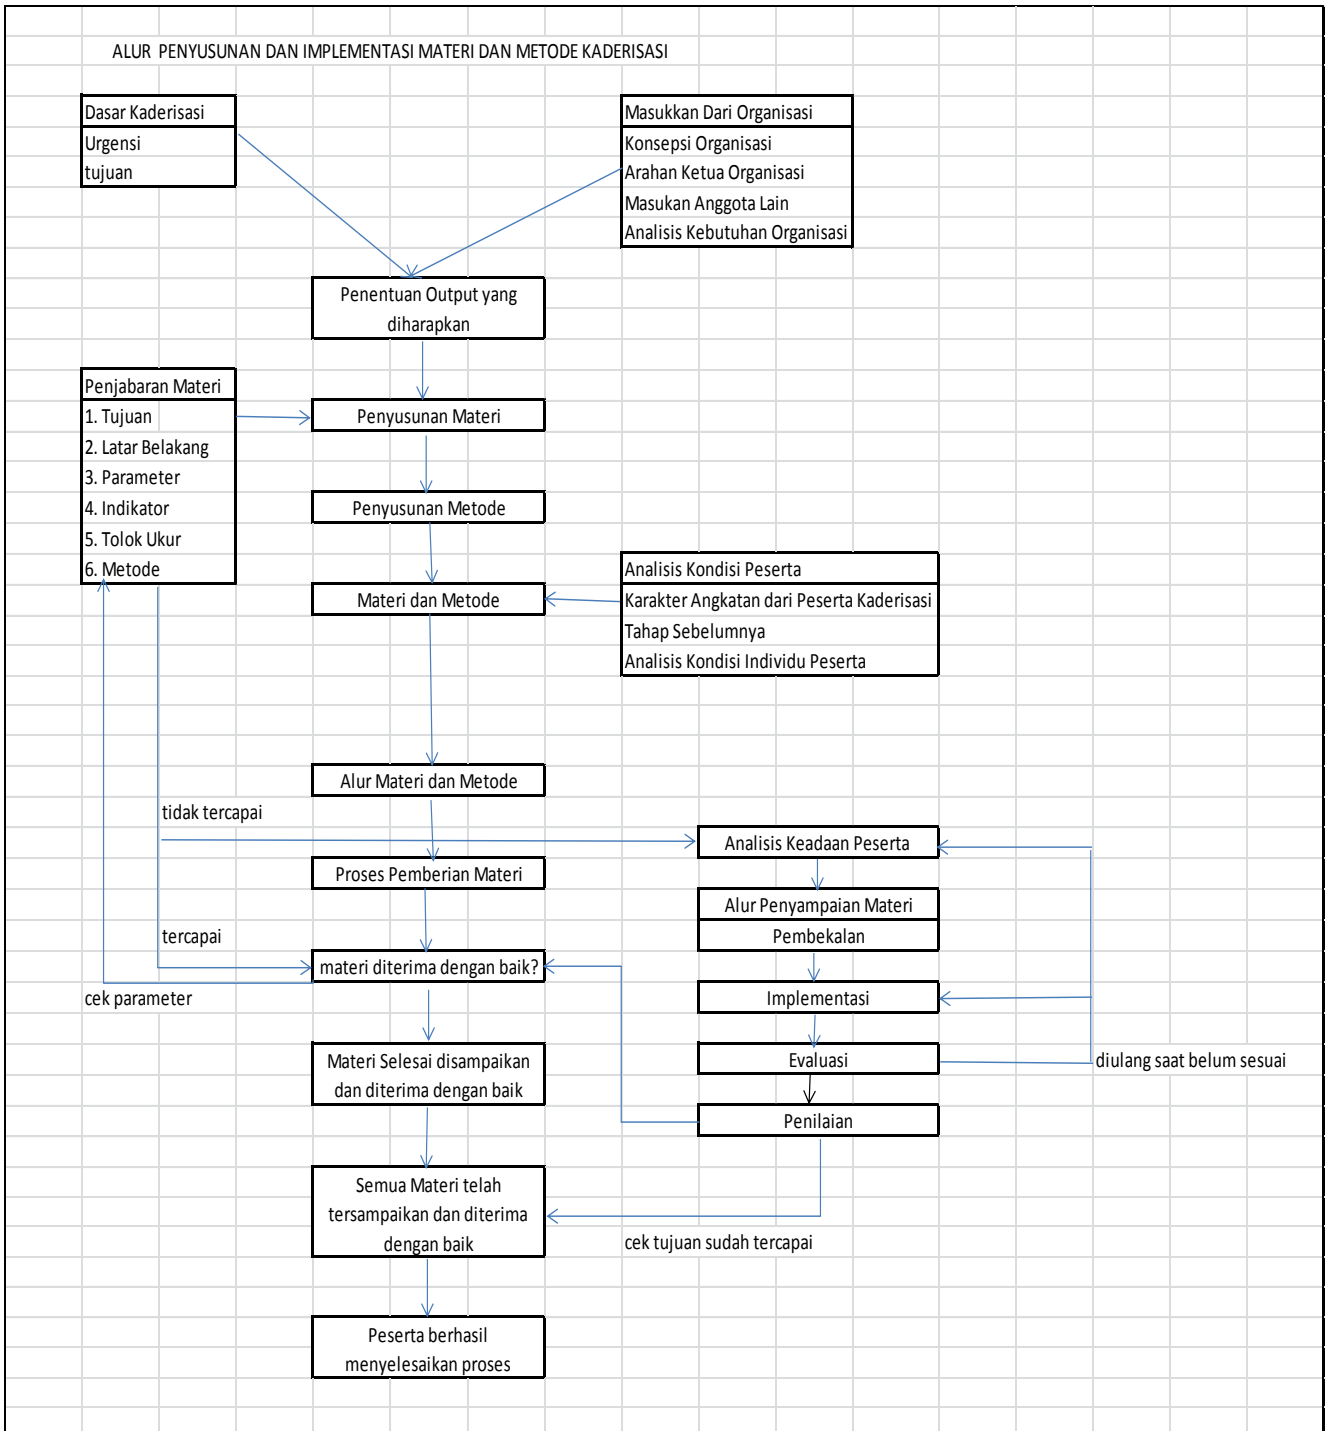 ALUR PENYUSUNAN DAN IMPLEMENTASI MATERI DAN METODE KADERISASI
Dasar Kaderisasi
Urgensi
tujuan
Masukkan Dari Organisasi
Konsepsi Organisasi
Arahan Ketua Organisasi
Masukan Anggota Lain
Analisis Kebutuhan Organisasi
Penentuan Output yang
diharapkan
Penjabaran Materi
1. Tujuan
2. Latar Belakang
3. Parameter
4. Indikator
5. Tolok Ukur
6. Metode
Penyusunan Materi
Penyusunan Metode
Materi dan Metode
Analisis Kondisi Peserta
Karakter Angkatan dari Peserta Kaderisasi
Tahap Sebelumnya
Analisis Kondisi Individu Peserta
Alur Materi dan Metode
tidak tercapai
Analisis Keadaan Peserta
Proses Pemberian Materi
Alur Penyampaian Materi
Pembekalan
tercapai
materi diterima dengan baik?
cek parameter
Implementasi
Materi Selesai disampaikan
dan diterima dengan baik
Evaluasi
diulang saat belum sesuai
Penilaian
Semua Materi telah
tersampaikan dan diterima
dengan baik
cek tujuan sudah tercapai
Peserta berhasil
menyelesaikan proses